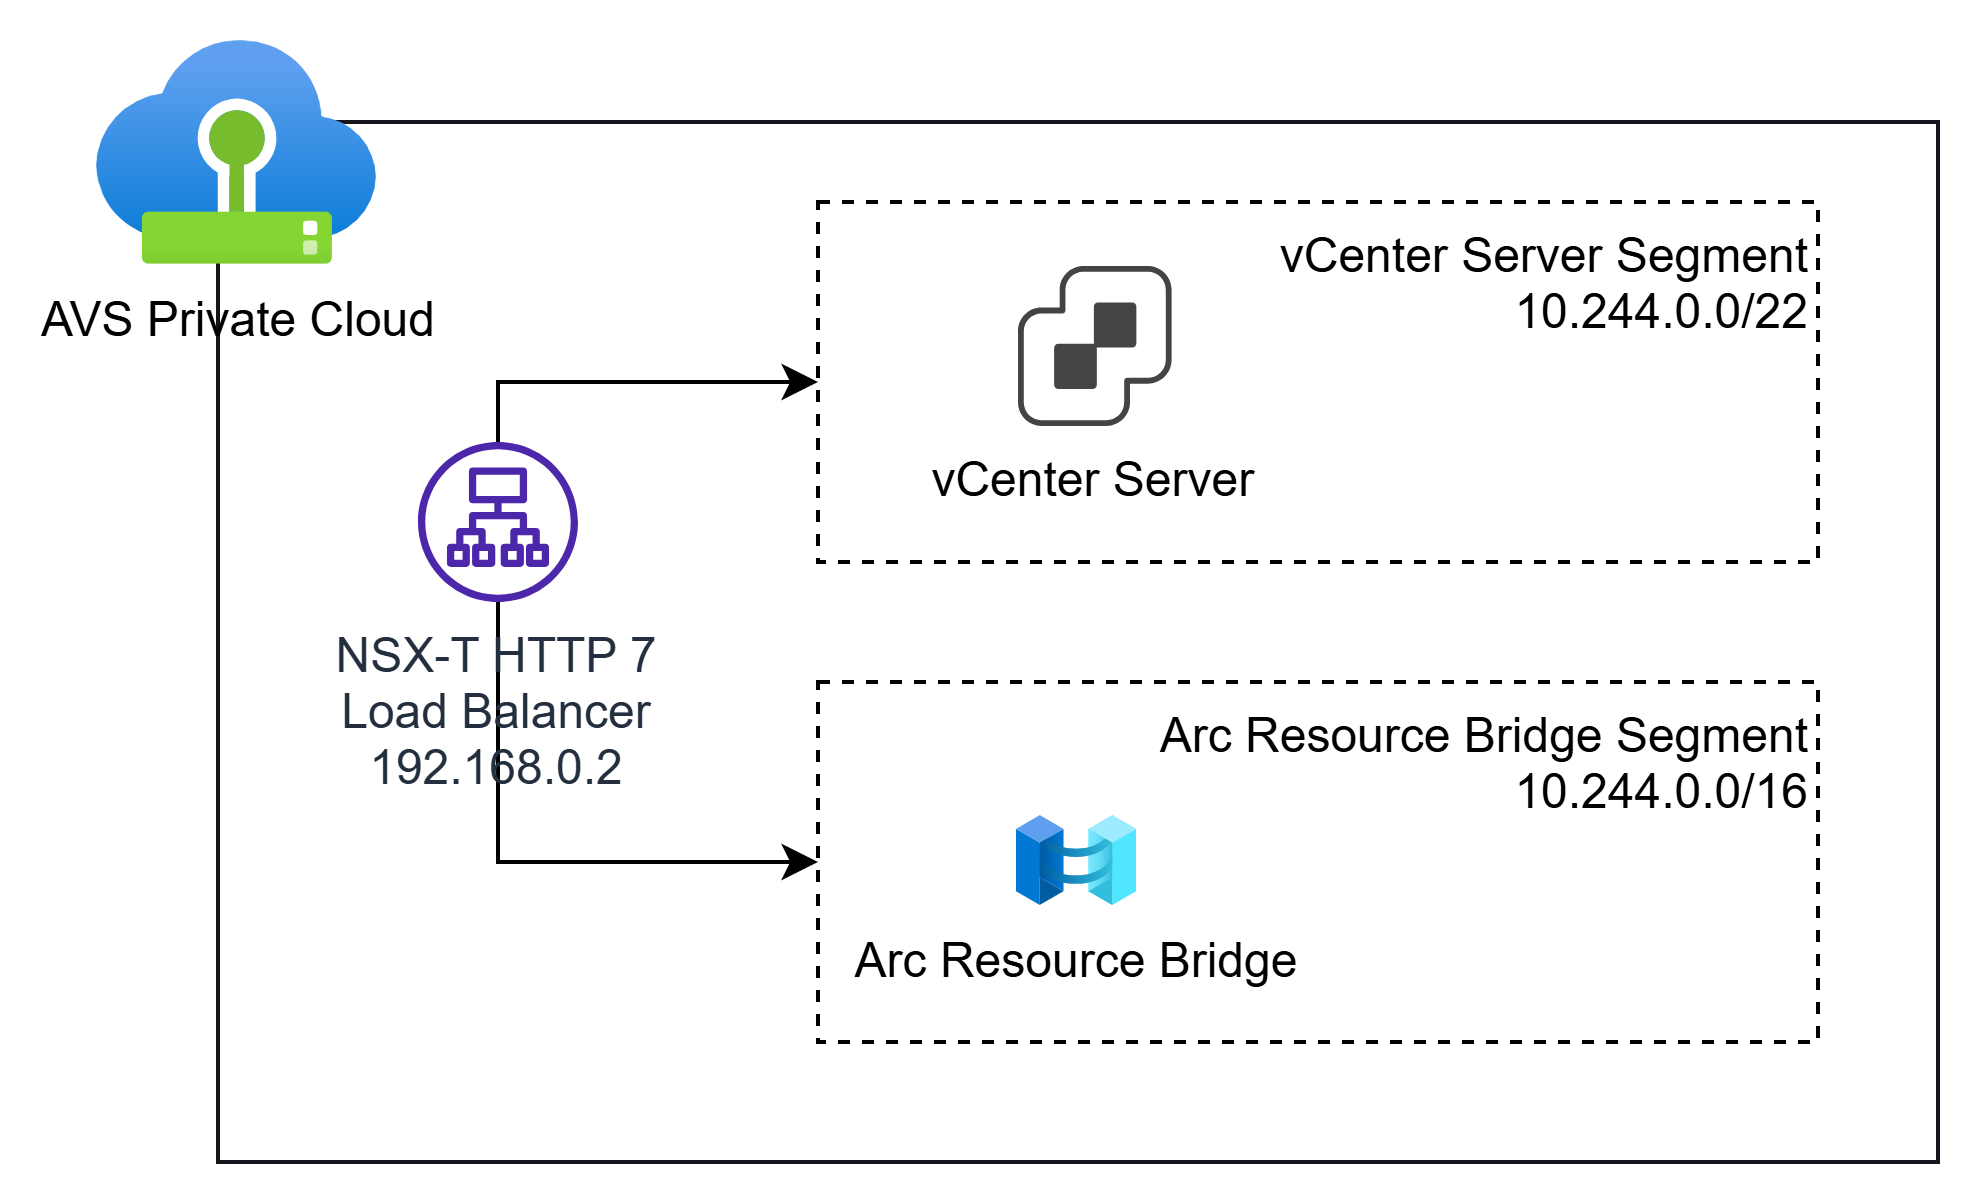 AVS Private Cloud
vCenter Server Segment
10.244.0.0/22
vCenter Server
NSX-T HTTP 7
Load Balancer
192.168.0.2
Arc Resource Bridge Segment
10.244.0.0/16
Arc Resource Bridge